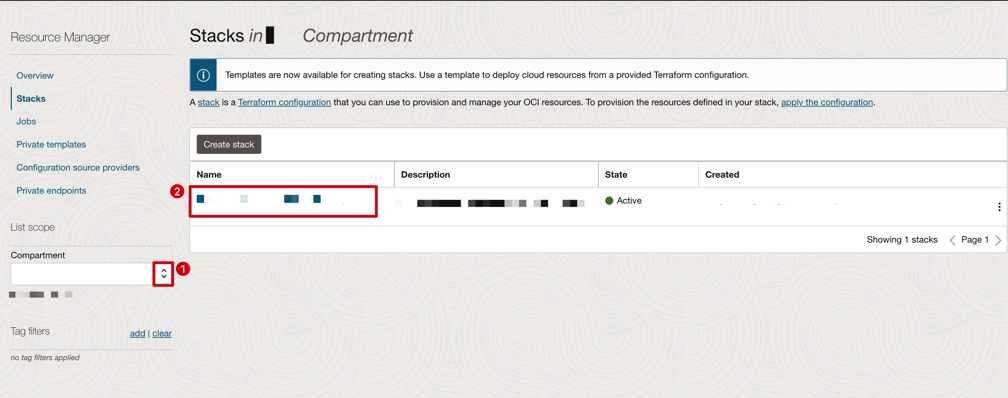 Resource Manager
Overview
Stacks
Jobs
Private templates
Configuration source providers
Private endpoints
List scope
Compartment
1
Tag filters
add | clear
no tag filters applied
Stacks in Compartment
Templates are now available for creating stacks. Use a template to deploy cloud resources from a provided Terraform configuration.
A stack is a Terraform configuration that you can use to provision and manage your OCI resources. To provision the resources defined in your stack, apply the configuration.
Create stack
Name Description State Created
2
Active
Showing 1 stacks Page 1